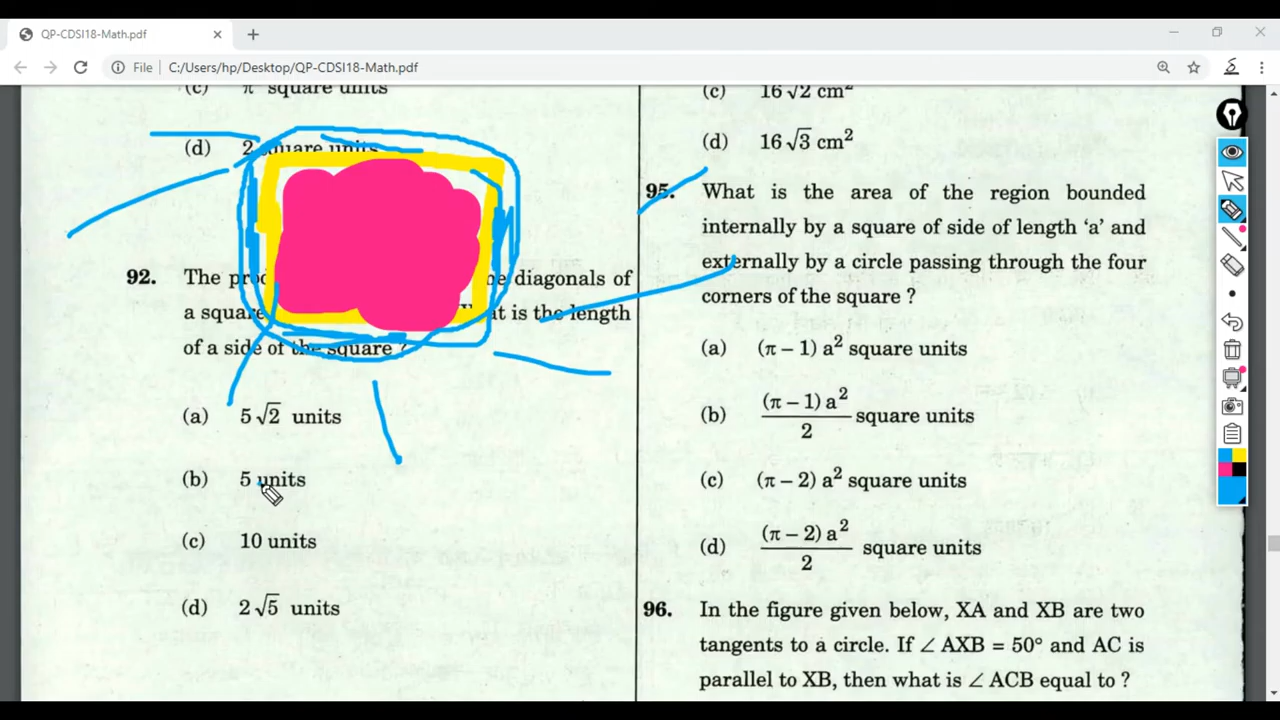 QP-CDSI18-Math.pdf
File C:/Users/hp/Desktop/QP-CDSI18-Math.pdf
(c) π square units
(d) 2 square units
92. The diagonals of
a square is the length
of a side of the square ?
(a) 5√2 units
(b) 5 units
(c) 10 units
(d) 2√5 units
(c) 16√2 cm²
(d) 16√3 cm²
95. What is the area of the region bounded
internally by a square of side of length ‘a’ and
externally by a circle passing through the four
corners of the square ?
(a) (π – 1) a² square units
(b) (π – 1) a² / 2 square units
(c) (π – 2) a² square units
(d) (π – 2) a² / 2 square units
96. In the figure given below, XA and XB are two
tangents to a circle. If ∠ AXB = 50° and AC is
parallel to XB, then what is ∠ ACB equal to ?